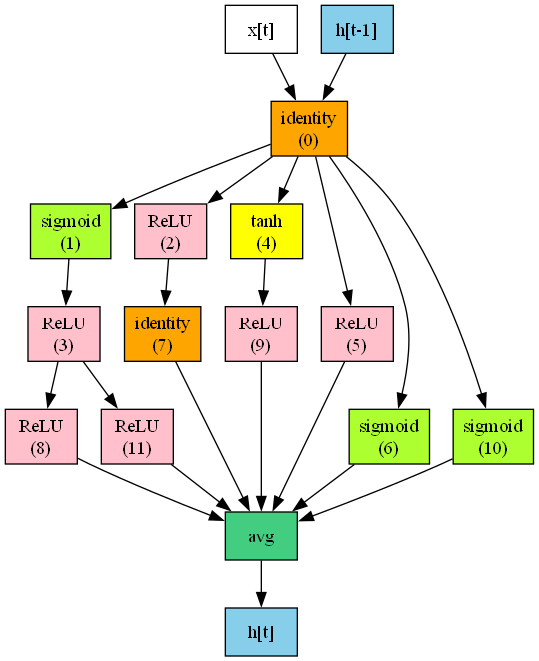 x[t]
h[t-1]
identity
(0)
sigmoid
(1)
ReLU
(2)
tanh
(4)
ReLU
(3)
identity
(7)
ReLU
(9)
ReLU
(5)
ReLU
(8)
ReLU
(11)
sigmoid
(6)
sigmoid
(10)
avg
h[t]